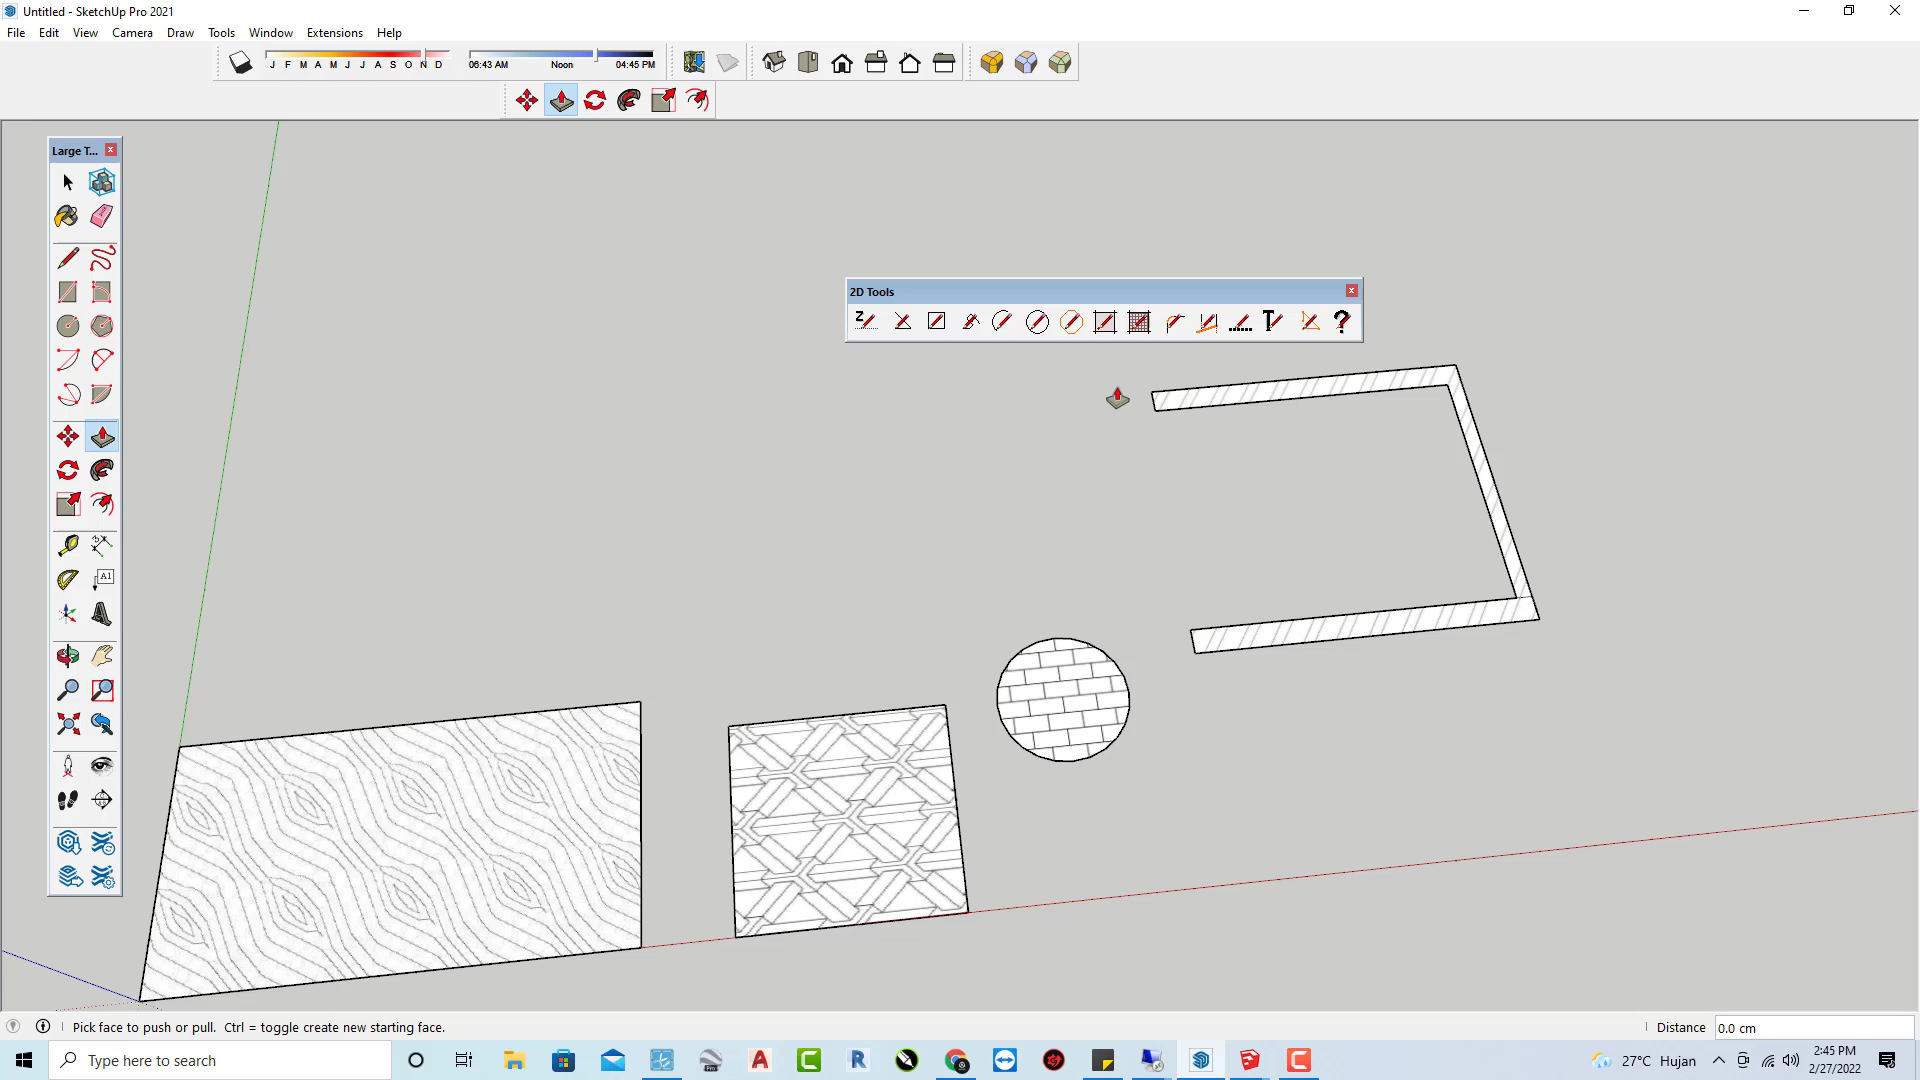 Untitled - SketchUp Pro 2021
File Edit View Camera Draw Tools Window Extensions Help
J F M A M J J A S O N D
06:43 AM Noon 04:45 PM
Large T...
2D Tools
A1
Pick face to push or pull. Ctrl = toggle create new starting face.
Distance 0.0 cm
Type here to search
27°C Hujan
2:45 PM
2/27/2022